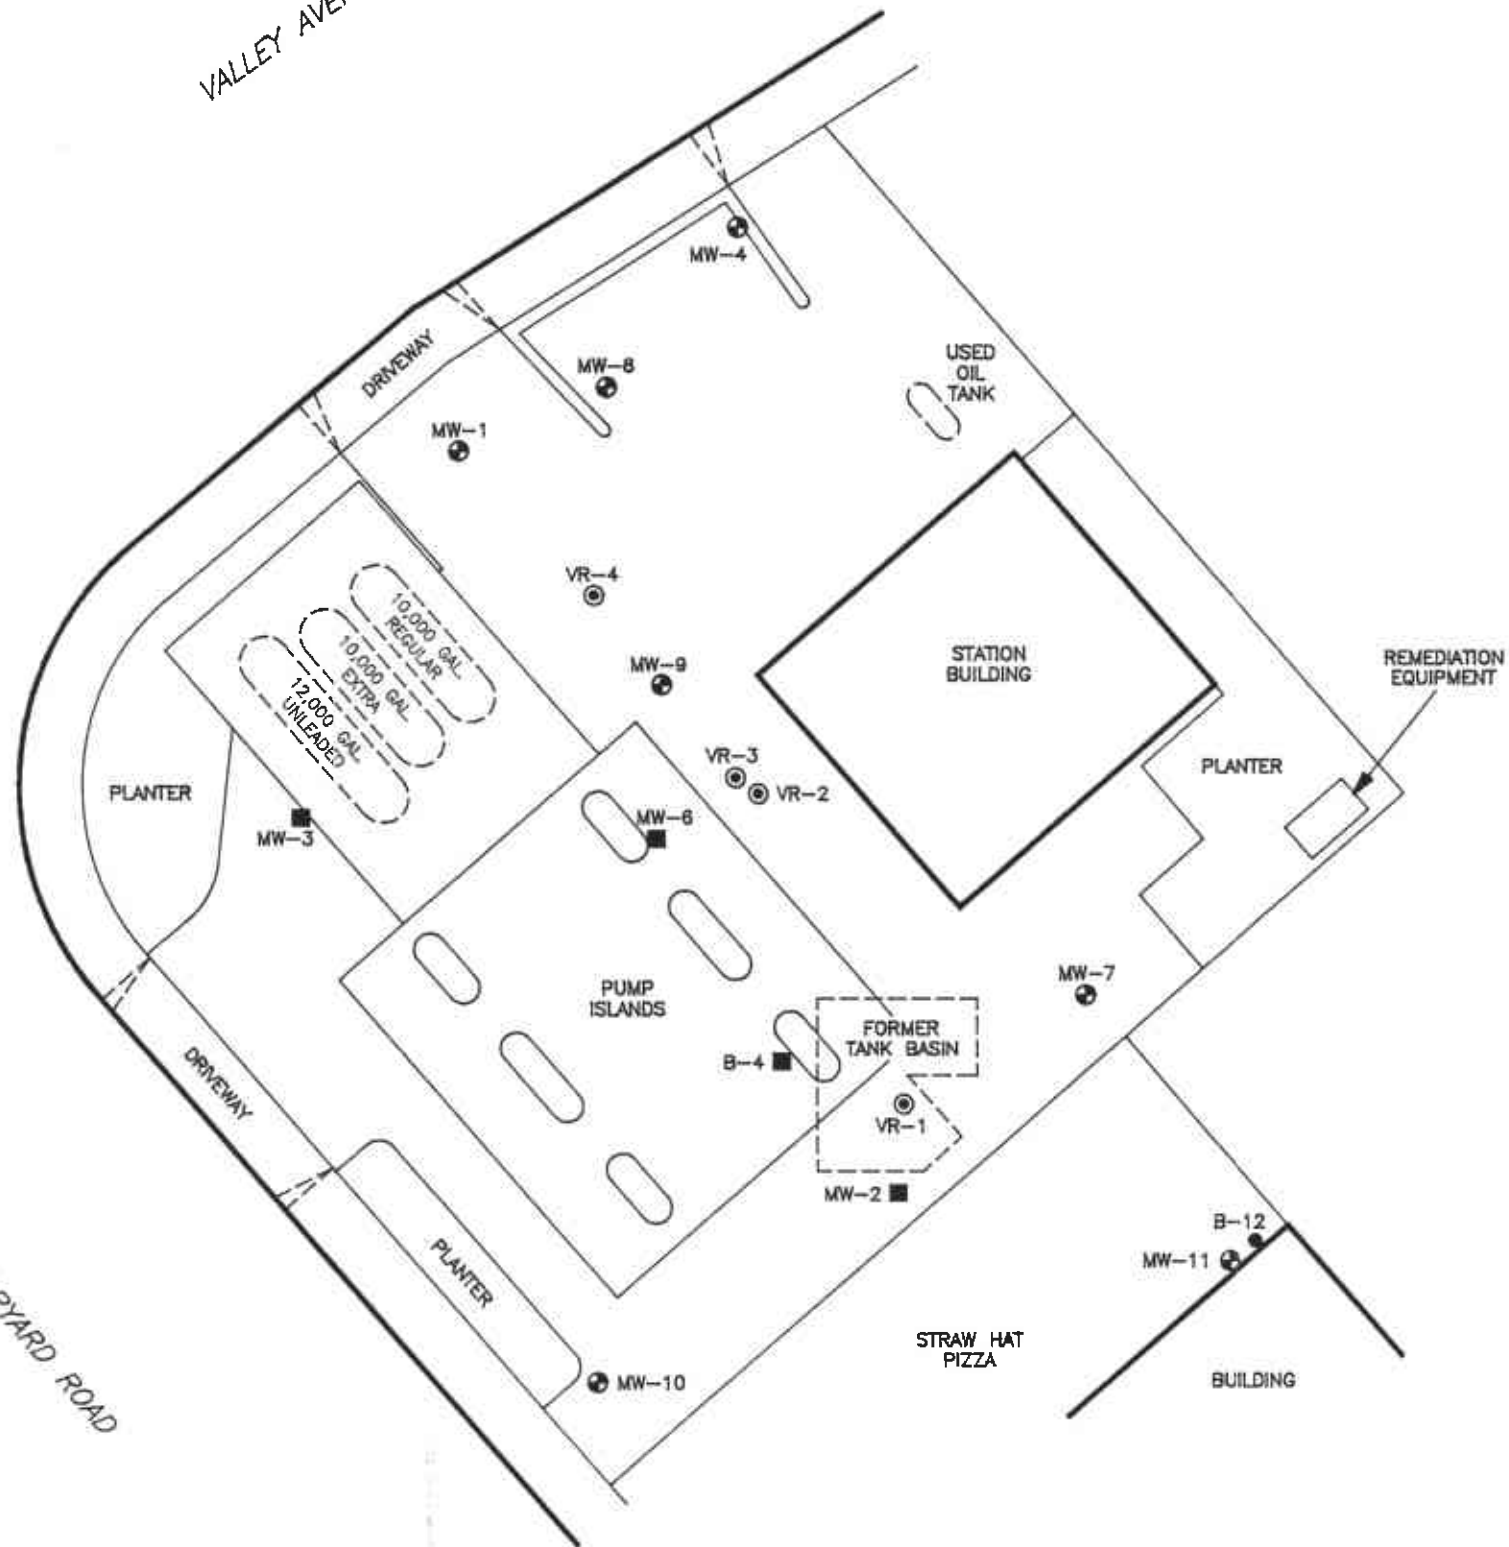 VALLEY
MW-4
DRIVEWAY
MW-8
USED
OIL
TANK
MW-1
VR-4
10,000 GAL.
REGULAR
10,000 GAL.
EXTRA
12,000 GAL.
UNLEADED
MW-9
STATION
BUILDING
REMEDIATION
EQUIPMENT
VR-3
VR-2
PLANTER
PLANTER
MW-3
MW-6
PUMP
ISLANDS
MW-7
FORMER
TANK BASIN
B-4
DRIVEWAY
VR-1
MW-2
B-12
MW-11
PLANTER
STRAW HAT
PIZZA
BUILDING
MW-10
ROAD